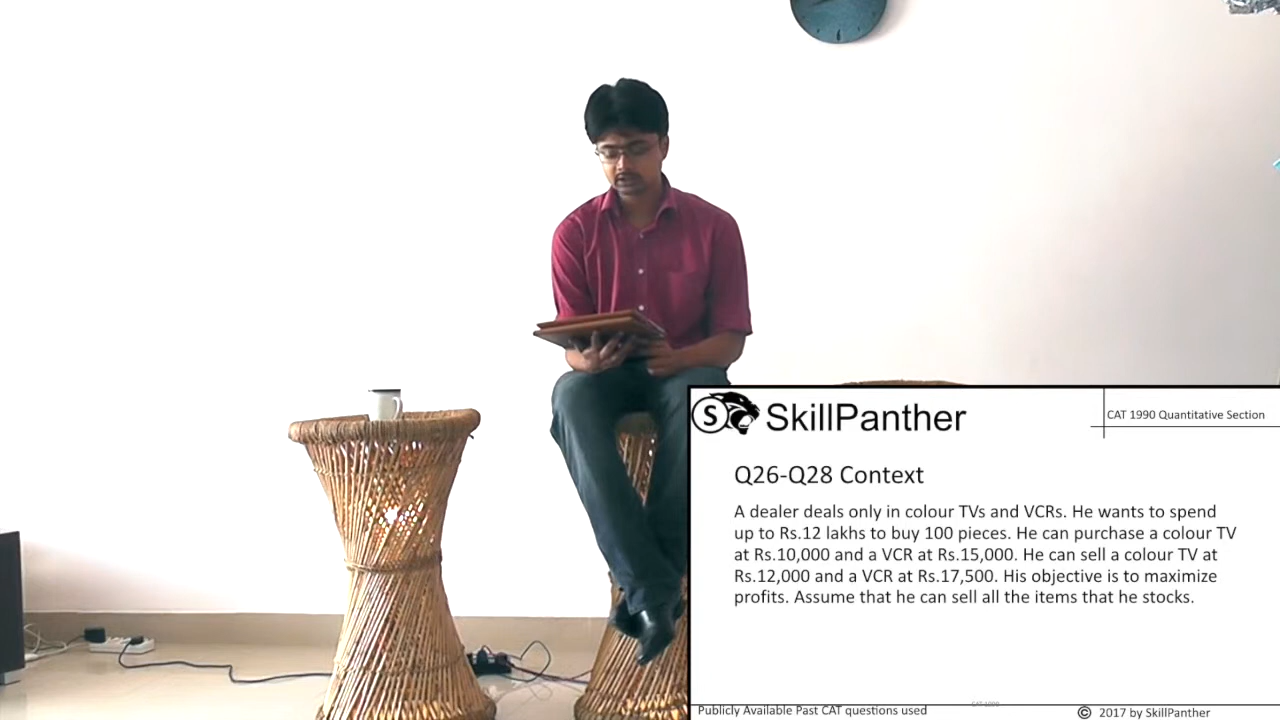 S SkillPanther
CAT 1990 Quantitative Section
Q26-Q28 Context
A dealer deals only in colour TVs and VCRs. He wants to spend
up to Rs.12 lakhs to buy 100 pieces. He can purchase a colour TV
at Rs.10,000 and a VCR at Rs.15,000. He can sell a colour TV at
Rs.12,000 and a VCR at Rs.17,500. His objective is to maximize
profits. Assume that he can sell all the items that he stocks.
CAT 1990
Publicly Available Past CAT questions used
© 2017 by SkillPanther